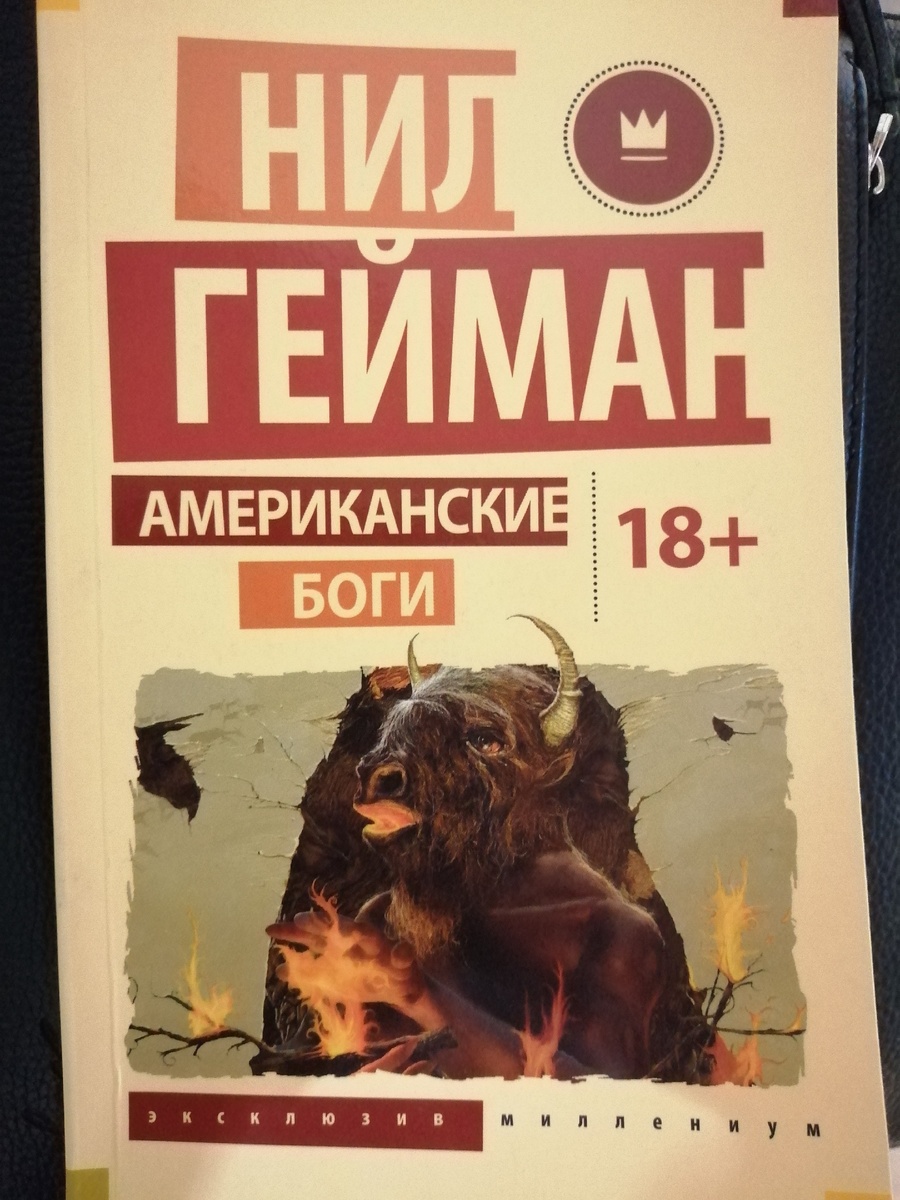 НИЛ
ГЕЙМАН
АМЕРИКАНСКИЕ
БОГИ
18+
эксклюзив миллениум